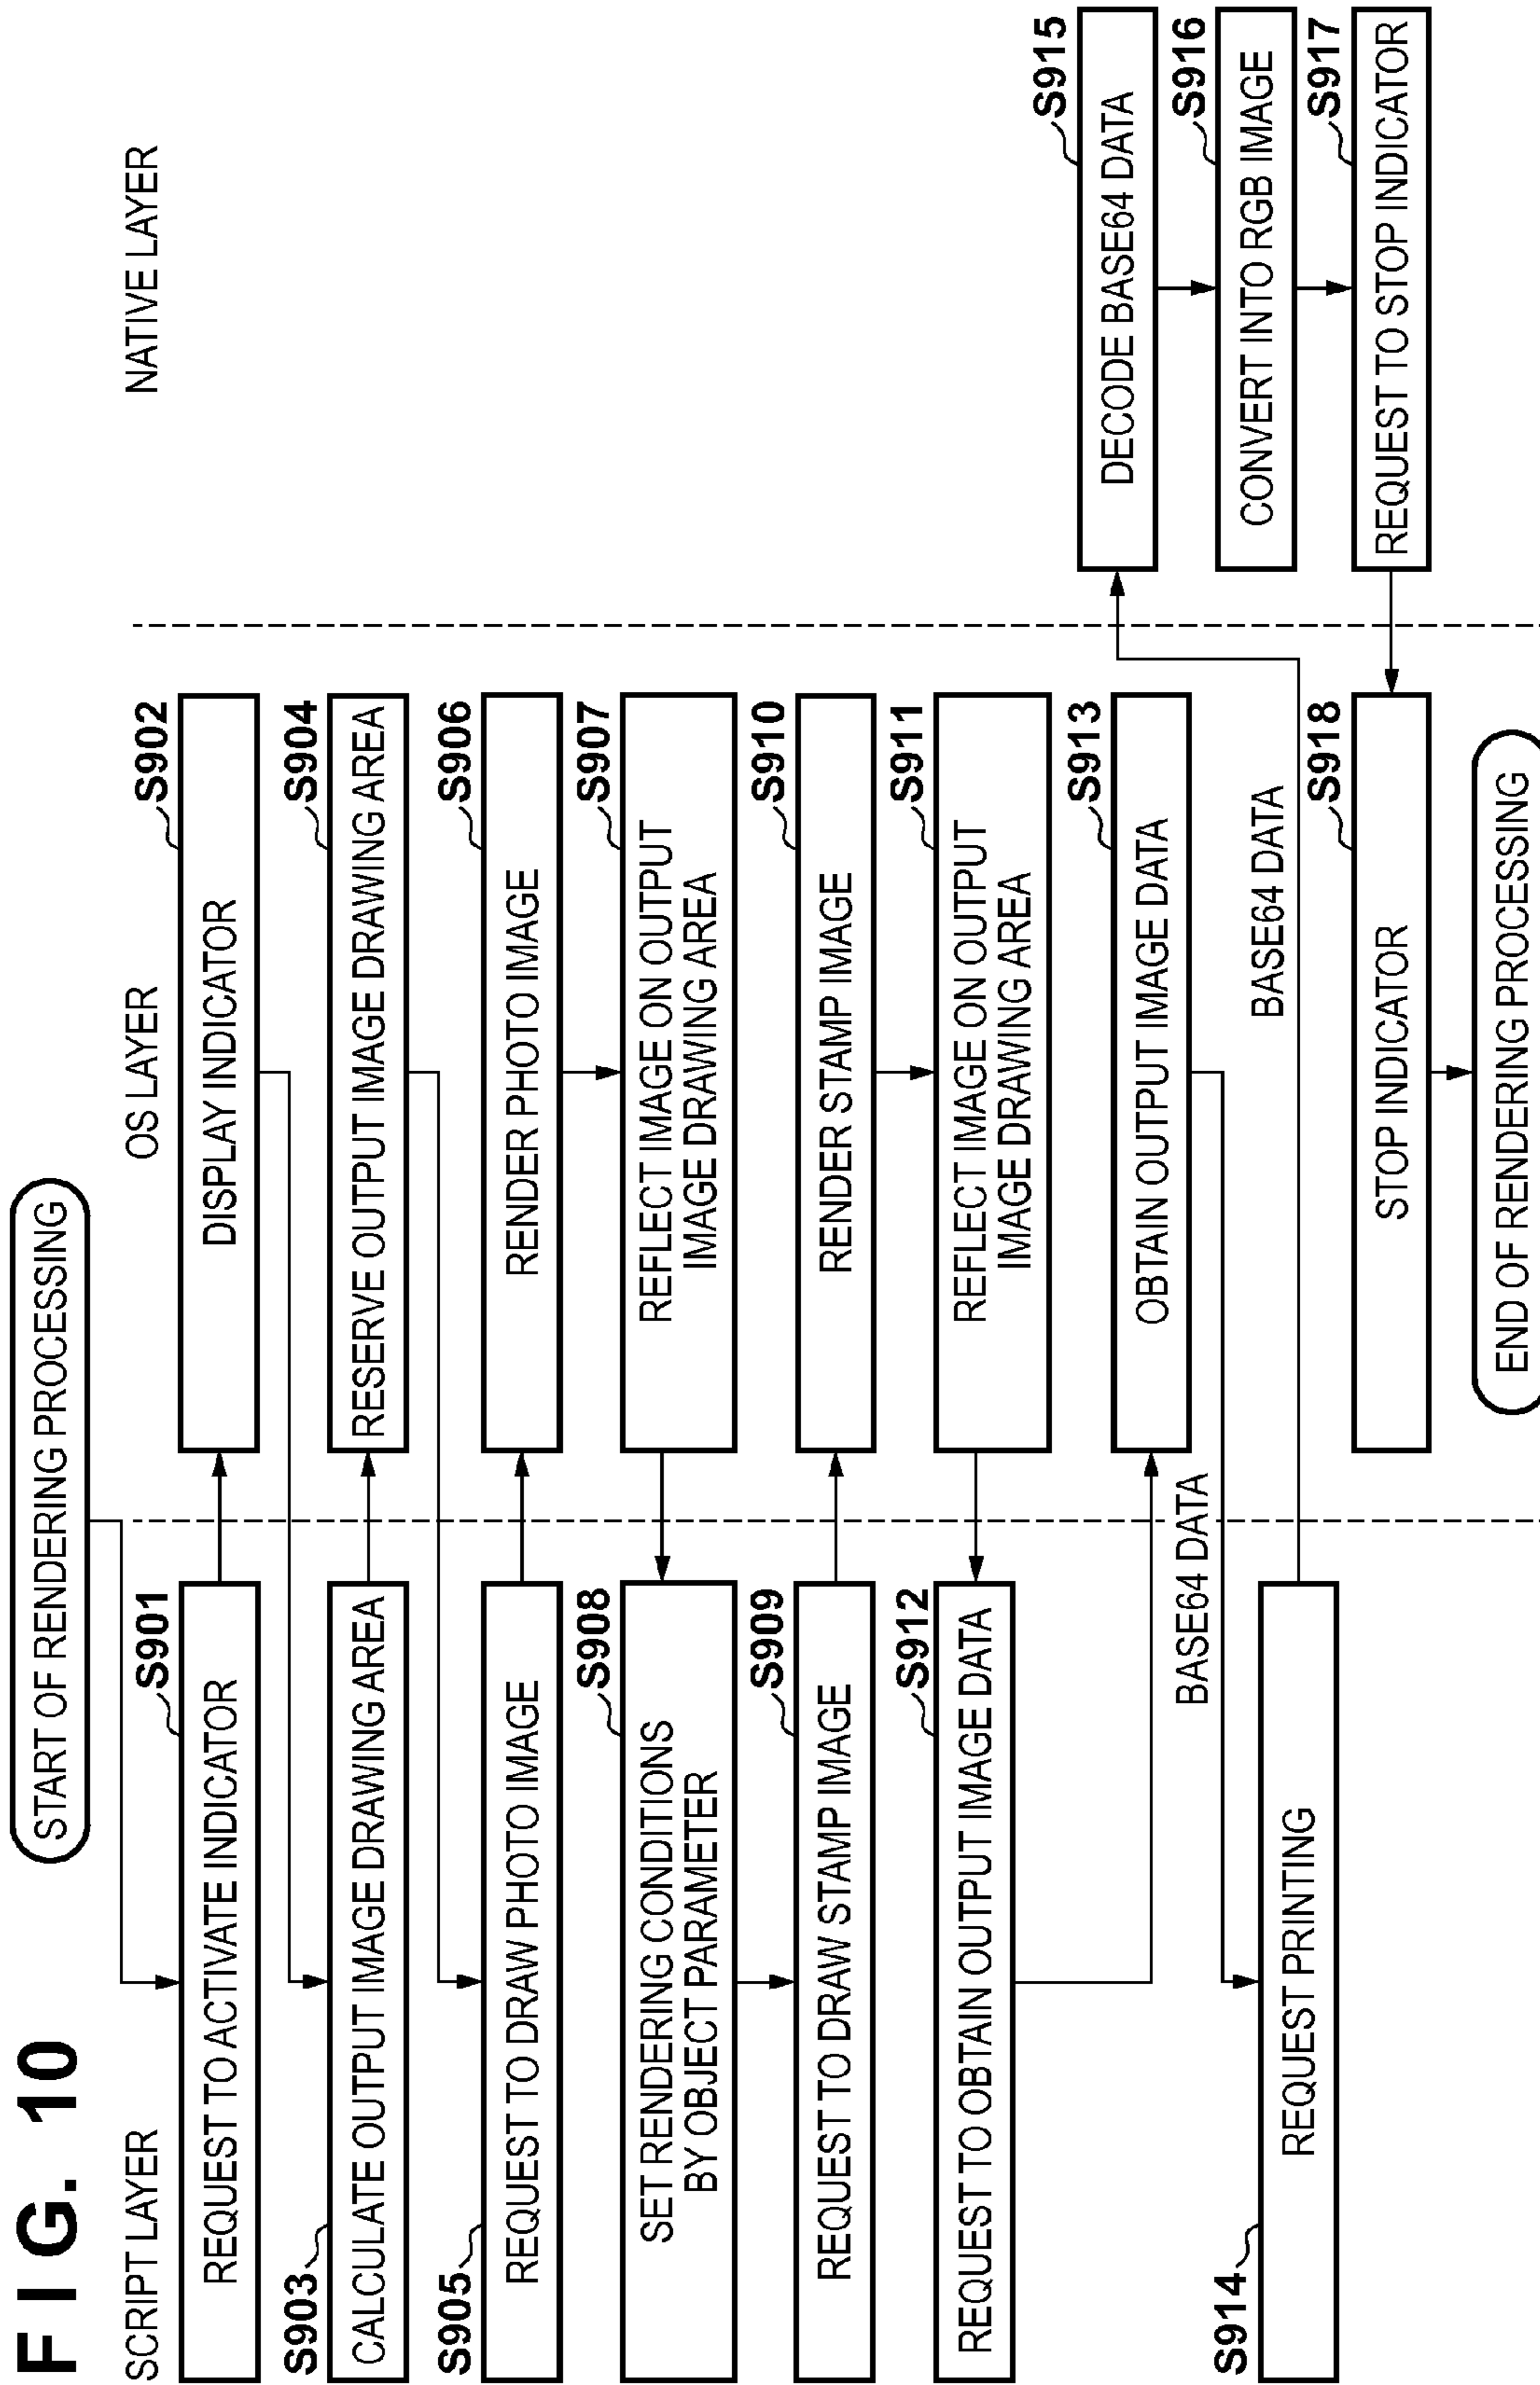 FIG. 10
START OF RENDERING PROCESSING
SCRIPT LAYER
OS LAYER
NATIVE LAYER
S901
REQUEST TO ACTIVATE INDICATOR
S902
DISPLAY INDICATOR
S903
CALCULATE OUTPUT IMAGE DRAWING AREA
S904
RESERVE OUTPUT IMAGE DRAWING AREA
S905
REQUEST TO DRAW PHOTO IMAGE
S906
RENDER PHOTO IMAGE
S907
REFLECT IMAGE ON OUTPUT
IMAGE DRAWING AREA
S908
SET RENDERING CONDITIONS
BY OBJECT PARAMETER
S909
REQUEST TO DRAW STAMP IMAGE
S910
RENDER STAMP IMAGE
S911
REFLECT IMAGE ON OUTPUT
IMAGE DRAWING AREA
S912
REQUEST TO OBTAIN OUTPUT IMAGE DATA
S913
OBTAIN OUTPUT IMAGE DATA
BASE64 DATA
S914
REQUEST PRINTING
BASE64 DATA
S915
DECODE BASE64 DATA
S916
CONVERT INTO RGB IMAGE
S917
REQUEST TO STOP INDICATOR
S918
STOP INDICATOR
END OF RENDERING PROCESSING